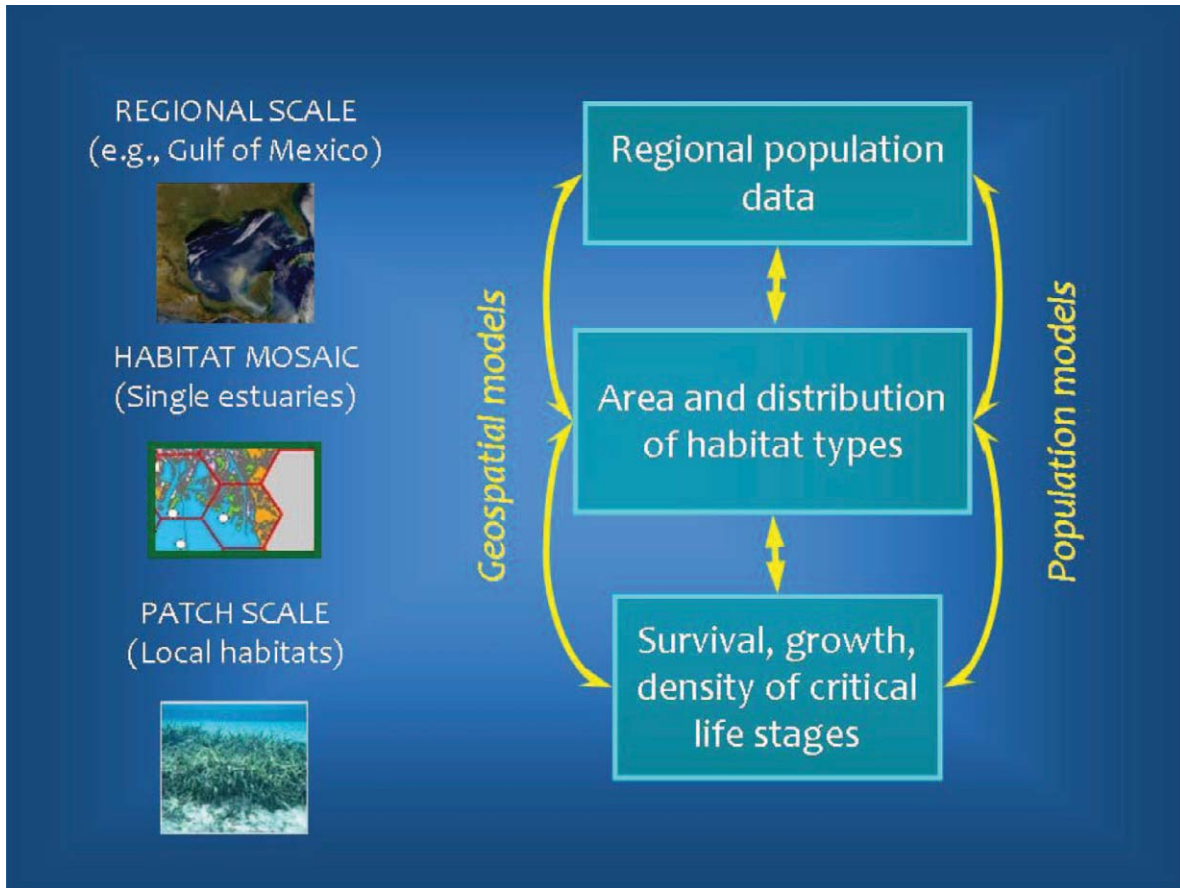 REGIONAL SCALE
(e.g., Gulf of Mexico)
HABITAT MOSAIC
(Single estuaries)
PATCH SCALE
(Local habitats)
Geospatial models
Regional population
data
Area and distribution
of habitat types
Survival, growth,
density of critical
life stages
Population models